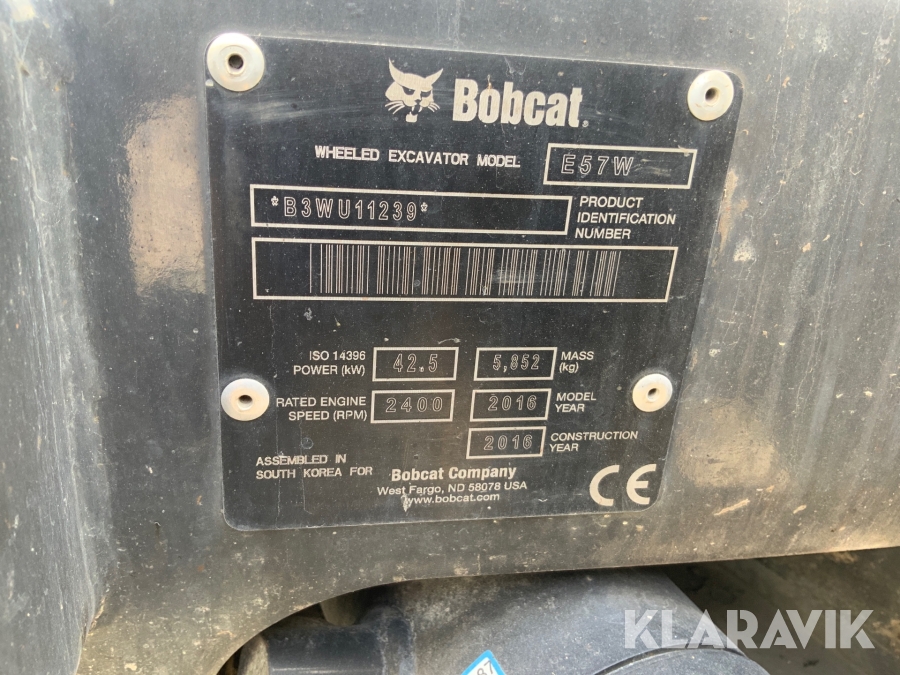 Bobcat.
WHEELED EXCAVATOR MODEL E57W
*B3WU11239* PRODUCT IDENTIFICATION NUMBER
ISO 14396 POWER (kW) 42.5 5,852 MASS (kg)
RATED ENGINE SPEED (RPM) 2400 2016 MODEL YEAR
2016 CONSTRUCTION YEAR
ASSEMBLED IN
SOUTH KOREA FOR
Bobcat Company
West Fargo, ND 58078 USA
www.bobcat.com
CE
87
KLARAVIK